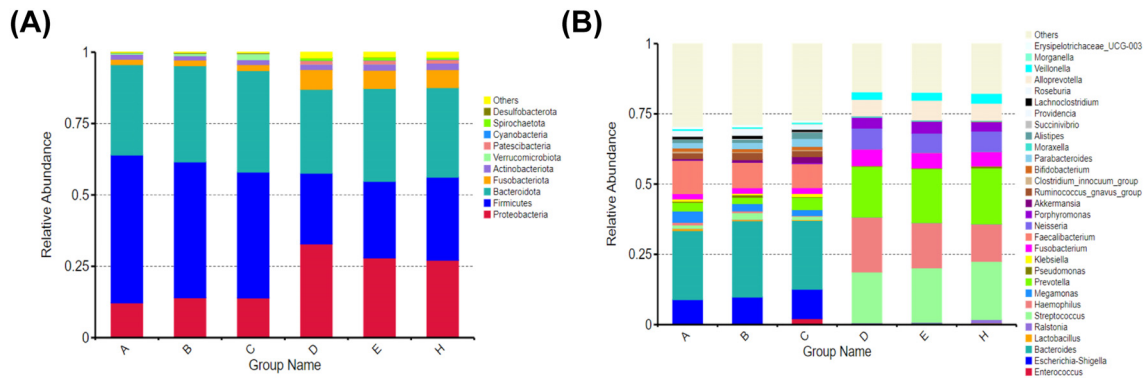 (A)
(B)
Relative Abundance
1
0.75
0.5
0.25
0
A
B
C
D
E
H
Group Name
Others
Desulfobacterota
Spirochaetota
Cyanobacteria
Patescibacteria
Verrucomicrobiota
Actinobacteriota
Fusobacteriota
Bacteroidota
Firmicutes
Proteobacteria
Relative Abundance
1
0.75
0.5
0.25
0
A
B
C
D
E
H
Group Name
Others
Erysipelotrichaceae_UCG-003
Morganella
Veillonella
Alloprevotella
Roseburia
Lachnoclostridium
Providencia
Succinivibrio
Alistipes
Moraxella
Parabacteroides
Bifidobacterium
Clostridium_innocuum_group
Ruminococcus_gnavus_group
Akkermansia
Porphyromonas
Neisseria
Faecalibacterium
Fusobacterium
Klebsiella
Pseudomonas
Prevotella
Megamonas
Haemophilus
Streptococcus
Ralstonia
Lactobacillus
Bacteroides
Escherichia-Shigella
Enterococcus